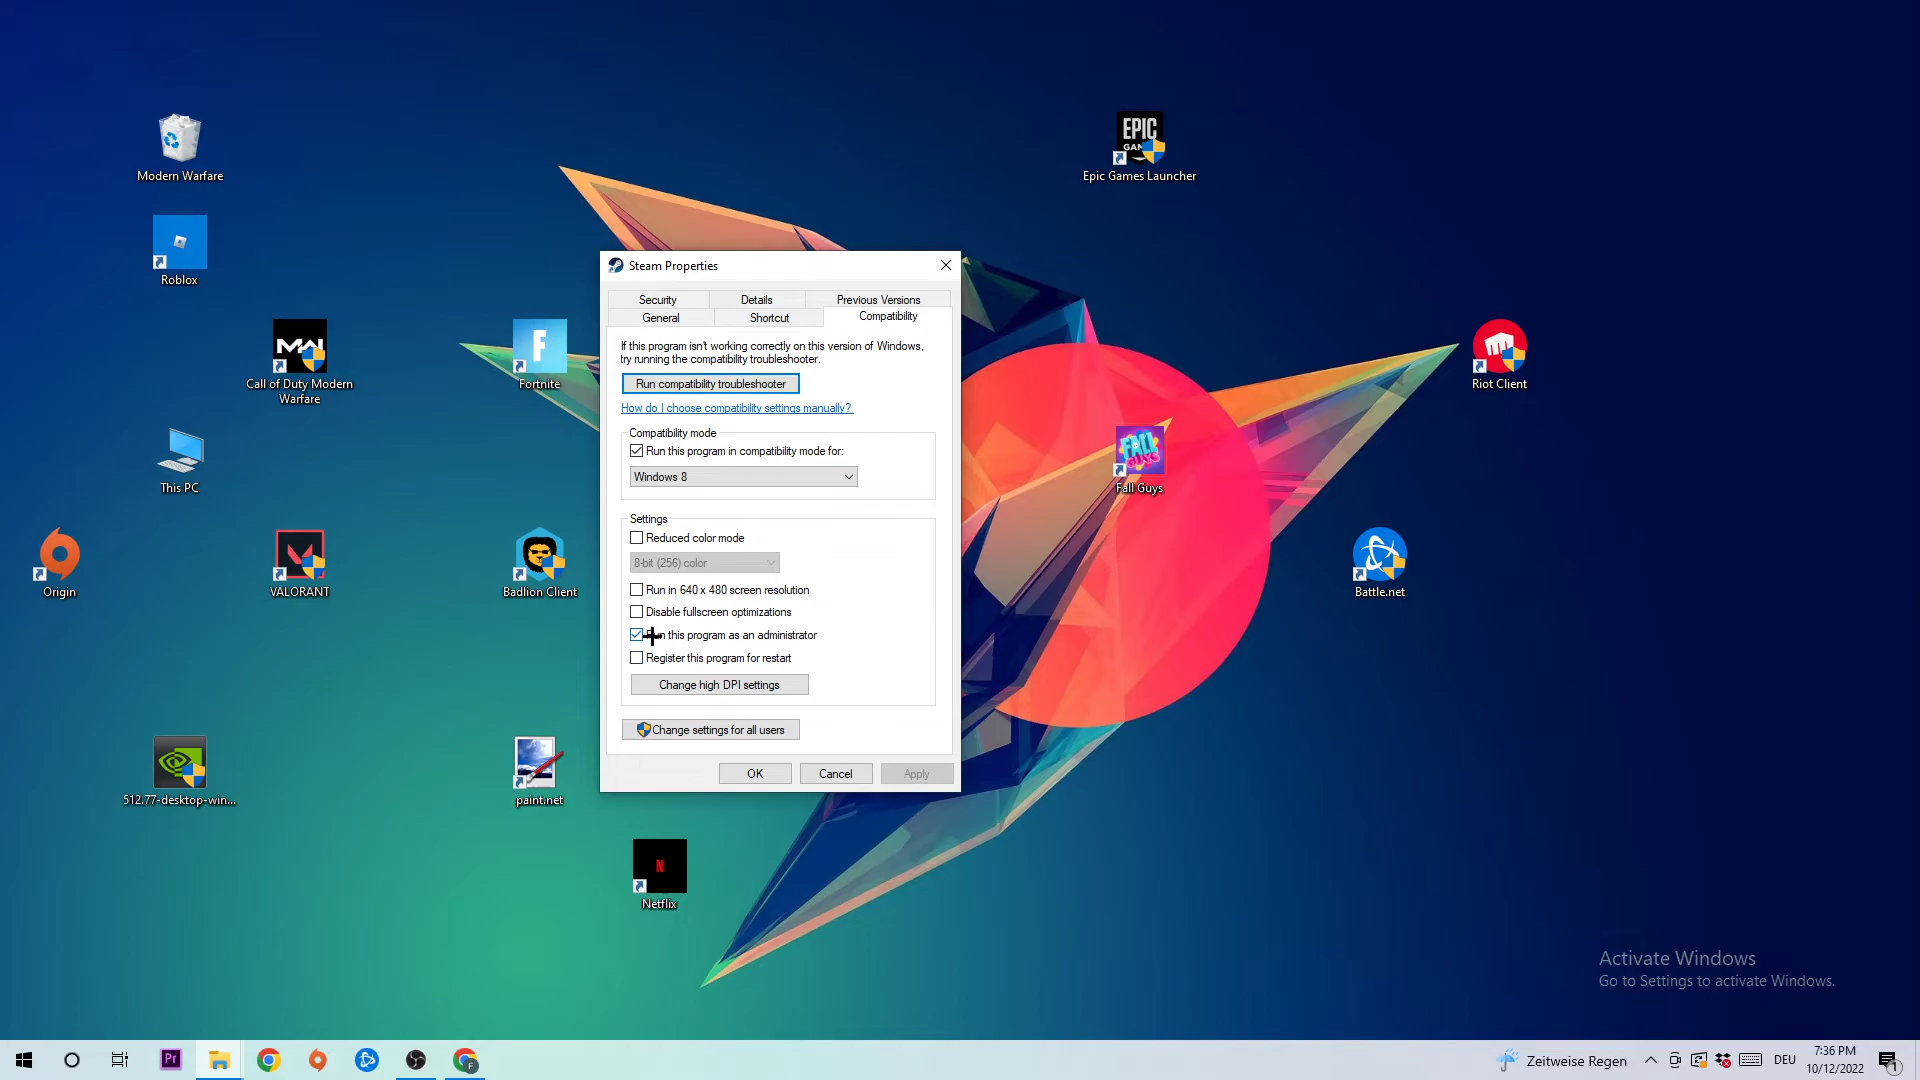 Modern Warfare
EPIC
GAMES
Epic Games Launcher
Roblox
Steam Properties
Security
Details
Previous Versions
General
Shortcut
Compatibility
If this program isn't working correctly on this version of Windows,
try running the compatibility troubleshooter.
Run compatibility troubleshooter
How do I choose compatibility settings manually?
Compatibility mode
Run this program in compatibility mode for:
Windows 8
Settings
Reduced color mode
8-bit (256) color
Run in 640 x 480 screen resolution
Disable fullscreen optimizations
Run this program as an administrator
Register this program for restart
Change high DPI settings
Change settings for all users
OK
Cancel
Apply
MW
Call of Duty Modern
Warfare
F
Fortnite
Riot Client
FALL
GUYS
Fall Guys
This PC
Origin
VALORANT
Badlion Client
Battle.net
512.77-desktop-win...
paint.net
N
Netflix
Activate Windows
Go to Settings to activate Windows.
Pr
F
Zeitweise Regen
DEU
7:36 PM
10/12/2022
1